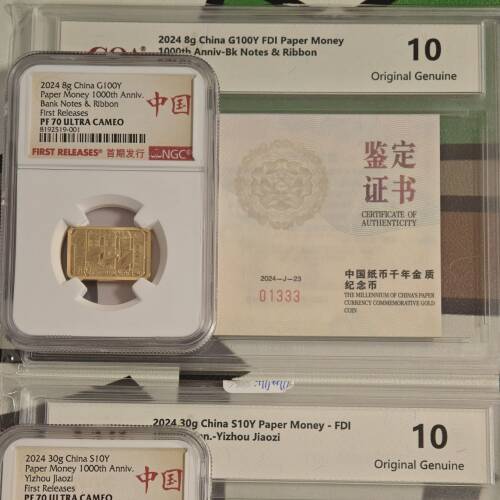 2024 8g China G100Y FDI Paper Money
1000th Anniv-Bk Notes & Ribbon
10
Original Genuine
2024 8g China G100Y
Paper Money 1000th Anniv.
Bank Notes & Ribbon
First Releases
PF 70 ULTRA CAMEO
8192519-001
中国
FIRST RELEASES 首期发行
NGC
鉴定
证书
CERTIFICATE OF
AUTHENTICITY
2024-J-23
01333
中国纸币千年金质
纪念币
THE MILLENNIUM OF CHINA'S PAPER
CURRENCY COMMEMORATIVE GOLD
COIN
2024 30g China S10Y Paper Money - FDI
-Yizhou Jiaozi
10
Original Genuine
2024 30g China S10Y
Paper Money 1000th Anniv.
Yizhou Jiaozi
First Releases
PF 70 ULTRA CAMEO
中国